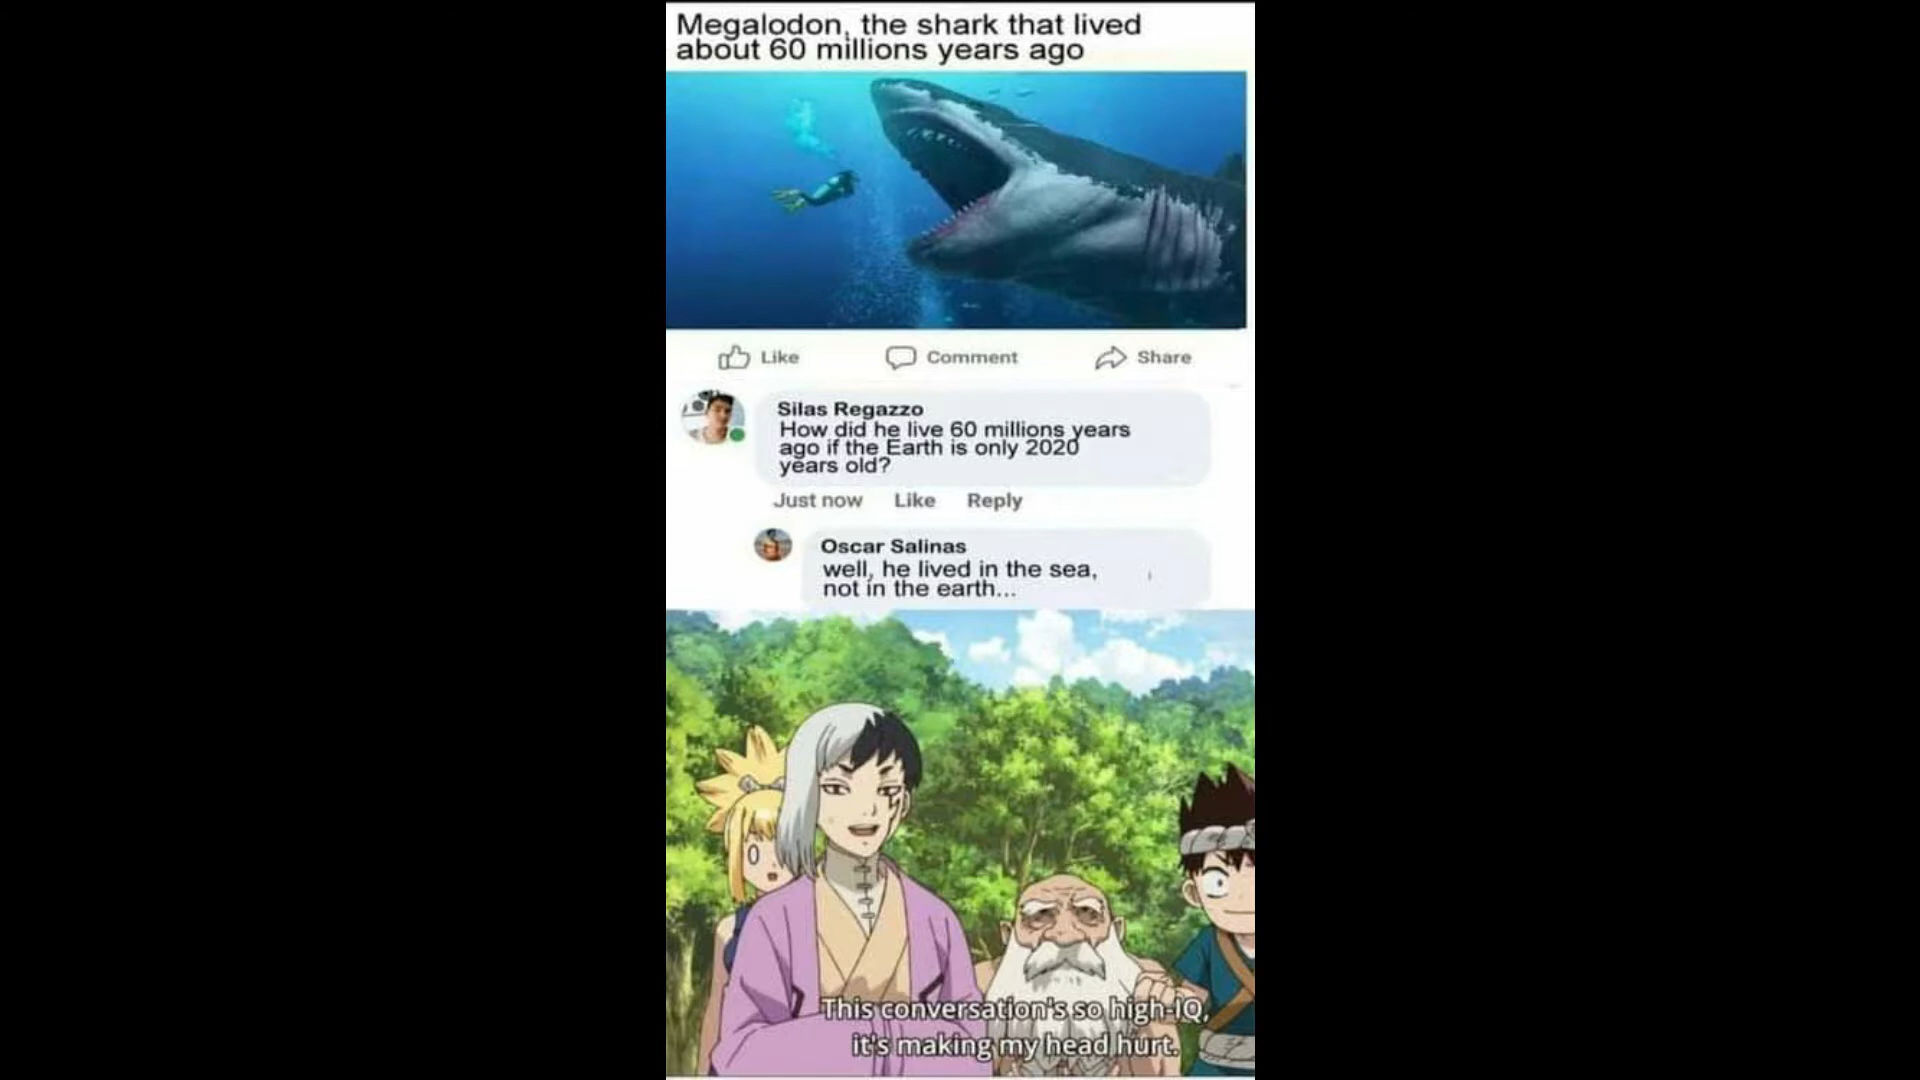 Megalodon, the shark that lived
about 60 millions years ago
Like
Comment
Share
Silas Regazzo
How did he live 60 millions years
ago if the Earth is only 2020
years old?
Just now
Like
Reply
Oscar Salinas
well, he lived in the sea,
not in the earth...
This conversation's so high-IQ,
it's making my head hurt.